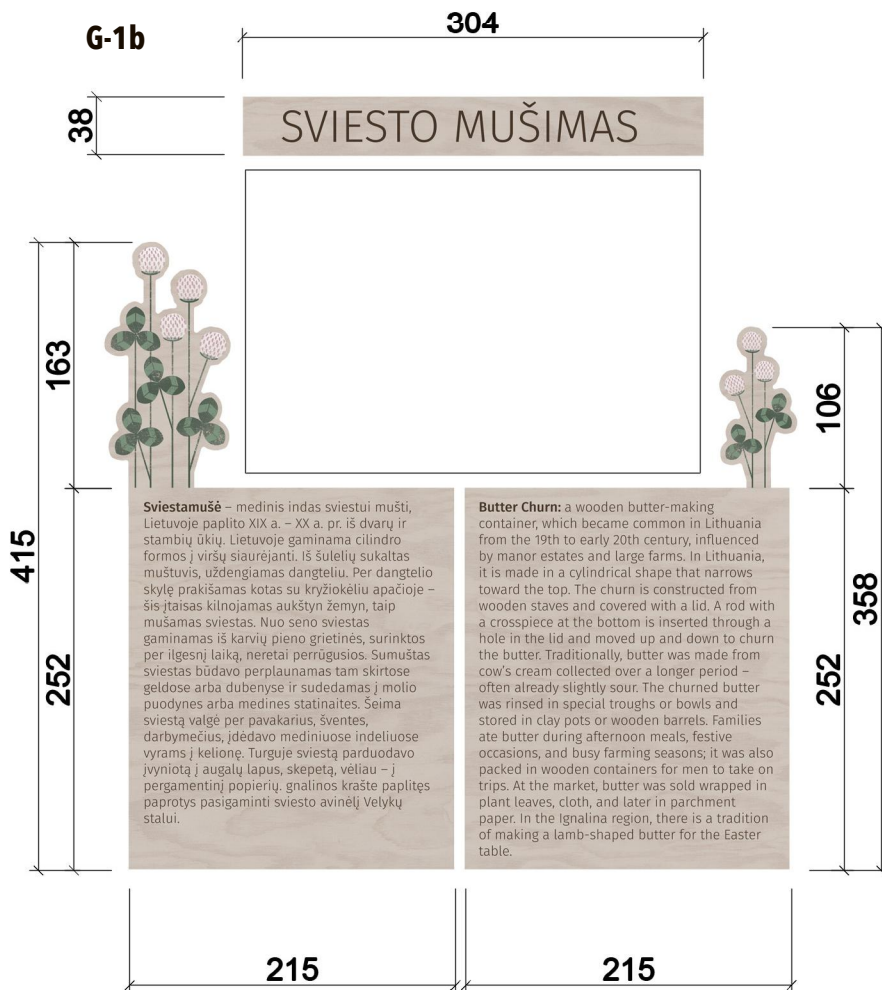 G-1b
304
38
SVIESTO MUŠIMAS
163
415
252
106
358
252
Sviestamušė – medinis indas sviestui mušti,
Lietuvoje paplito XIX a. – XX a. pr. iš dvarų ir
stambių ūkių. Lietuvoje gaminama cilindro
formos į viršų siaurėjanti. Iš šulelių sukaltas
muštuvis, uždengiamas dangteliu. Per dangtelio
skylę prakišamas kotas su kryžiokėliu apačioje –
šis įtaisas kilnojamas aukštyn žemyn, taip
mušamas sviestas. Nuo seno sviestas
gaminamas iš karvių pieno grietinės, surinktos
per ilgesnį laiką, neretai perrūgusios. Sumuštas
sviestas būdavo perplaunamas tam skirtose
geldose arba dubenyse ir sudedamas į molio
puodynes arba medines statinaites. Šeima
sviestą valgė per pavakarius, šventes,
darbymečius, įdėdavo mediniuose indeliuose
vyrams į kelionę. Turguje sviestą parduodavo
įvyniotą į augalų lapus, skepetą, vėliau – į
pergamentinį popierių. gnalinos krašte paplitęs
paprotys pasigaminti sviesto avinėlį Velykų
stalui.
Butter Churn: a wooden butter-making
container, which became common in Lithuania
from the 19th to early 20th century, influenced
by manor estates and large farms. In Lithuania,
it is made in a cylindrical shape that narrows
toward the top. The churn is constructed from
wooden staves and covered with a lid. A rod with
a crosspiece at the bottom is inserted through a
hole in the lid and moved up and down to churn
the butter. Traditionally, butter was made from
cow's cream collected over a longer period –
often already slightly sour. The churned butter
was rinsed in special troughs or bowls and
stored in clay pots or wooden barrels. Families
ate butter during afternoon meals, festive
occasions, and busy farming seasons; it was also
packed in wooden containers for men to take on
trips. At the market, butter was sold wrapped in
plant leaves, cloth, and later in parchment
paper. In the Ignalina region, there is a tradition
of making a lamb-shaped butter for the Easter
table.
215
215